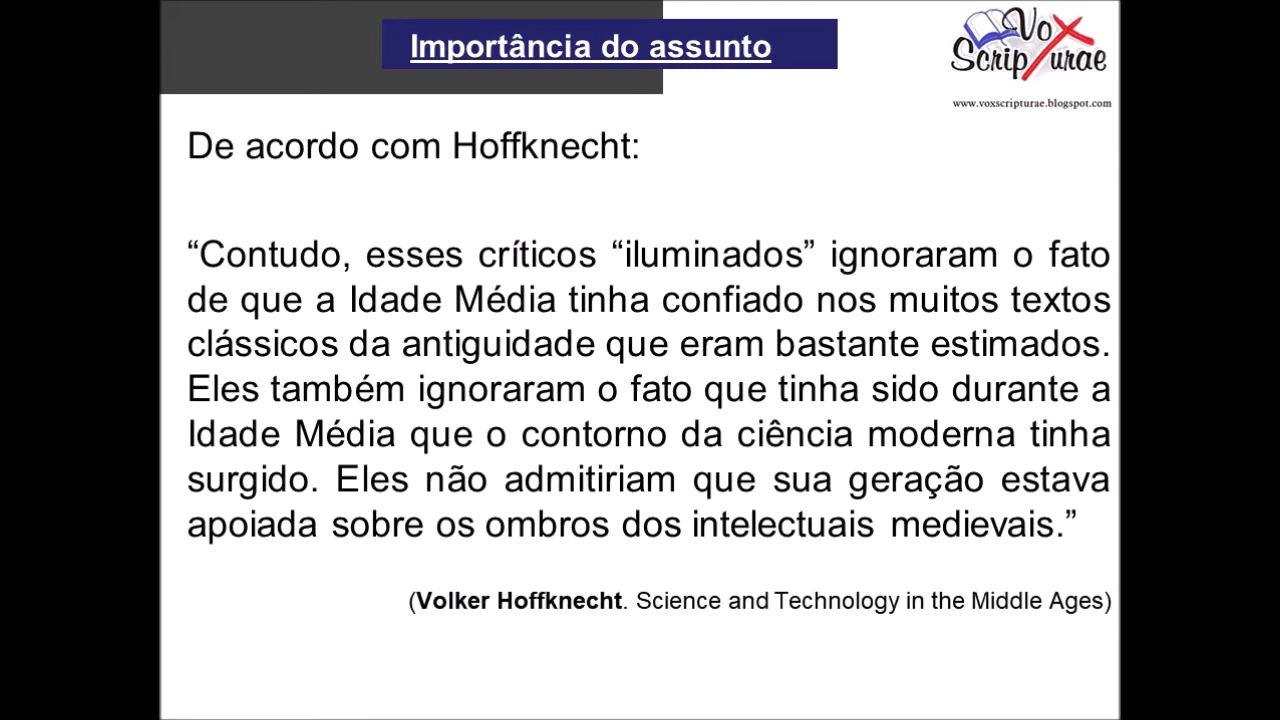 Importância do assunto
Vox
Scripturae
www.voxscripturae.blogspot.com
De acordo com Hoffknecht:
“Contudo, esses críticos “iluminados” ignoraram o fato
de que a Idade Média tinha confiado nos muitos textos
clássicos da antiguidade que eram bastante estimados.
Eles também ignoraram o fato que tinha sido durante a
Idade Média que o contorno da ciência moderna tinha
surgido. Eles não admitiriam que sua geração estava
apoiada sobre os ombros dos intelectuais medievais.”
(Volker Hoffknecht. Science and Technology in the Middle Ages)